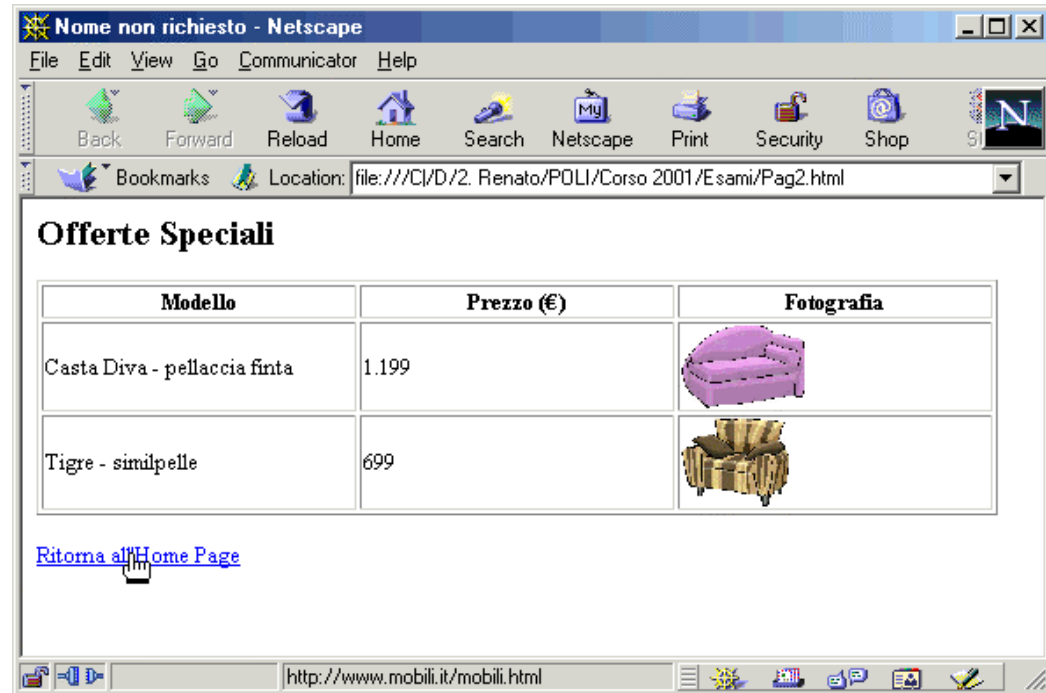 Nome non richiesto - Netscape
File Edit View Go Communicator Help
My N
Back Forward Reload Home Search Netscape Print Security Shop
Bookmarks Location: file:///C|/D/2. Renato/POLI/Corso 2001/Esami/Pag2.html
Offerte Speciali
Modello Prezzo (€) Fotografia
Casta Diva - pellaccia finta 1.199
Tigre - similpelle 699
Ritorna all'Home Page
http://www.mobili.it/mobili.html